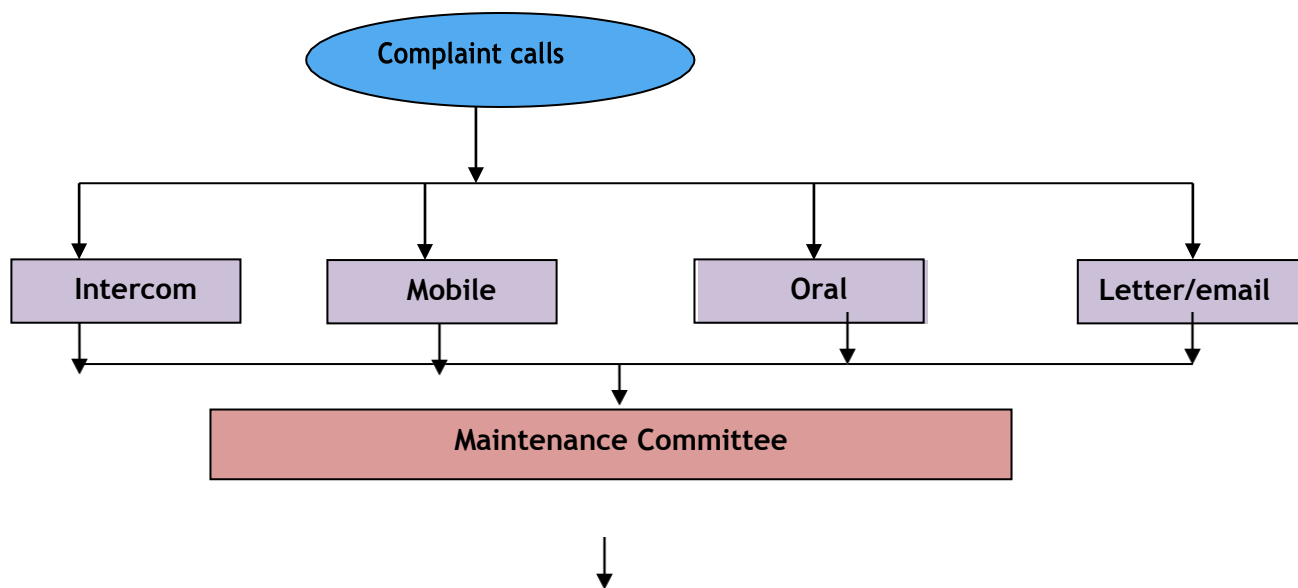 Complaint calls
Intercom
Mobile
Oral
Letter/email
Maintenance Committee